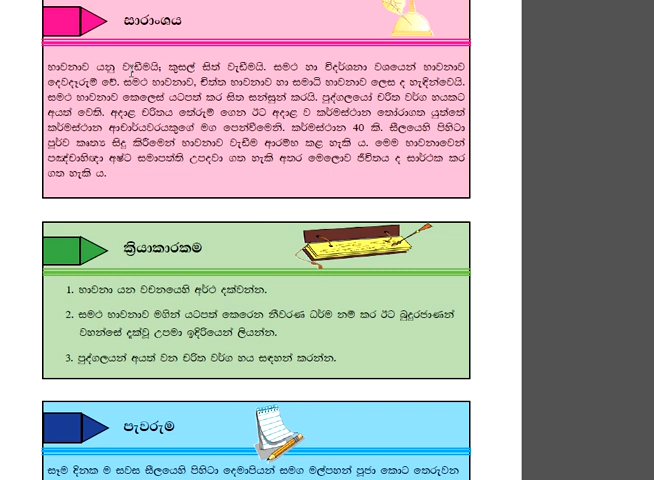 සාරාංශය
භාවනාව යනු වැඩීමයි; කුසල් සිත් වැඩීමයි. සමථ හා විදර්ශනා වශයෙන් භාවනාව
දෙවදෑරුම් වේ. සමථ භාවනාව, චිත්ත භාවනාව හා සමාධි භාවනාව ලෙස ද හැඳින්වෙයි.
සමථ භාවනාව කෙලෙස් යටපත් කර සිත සන්සුන් කරයි. පුද්ගලයෝ චරිත වර්ග හයකට
අයත් වෙති. අදාළ චරිතය තේරුම් ගෙන ඊට අදාළ ව කර්මස්ථාන තෝරාගත යුත්තේ
කර්මස්ථාන ආචාර්යවරයකුගේ මග පෙන්වීමෙනි. කර්මස්ථාන 40 කි. සීලයෙහි පිහිටා
පූර්ව කෘත්‍ය සිදු කිරීමෙන් භාවනාව වැඩීම ආරම්භ කළ හැකි ය. මෙම භාවනාවෙන්
පඤ්චාභිඥා අෂ්ට සමාපත්ති උපදවා ගත හැකි අතර මෙලොව ජීවිතය ද සාර්ථක කර
ගත හැකි ය.
ක්‍රියාකාරකම
1. භාවනා යන වචනයෙහි අර්ථ දක්වන්න.
2. සමථ භාවනාව මගින් යටපත් කෙරෙන නීවරණ ධර්ම නම් කර ඊට බුදුරජාණන්
වහන්සේ දැක්වූ උපමා ඉදිරියෙන් ලියන්න.
3. පුද්ගලයන් අයත් වන චරිත වර්ග හය සඳහන් කරන්න.
පැවරුම
සෑම දිනක ම සවස සීලයෙහි පිහිටා දෙමාපියන් සමග මල්පහන් පූජා කොට තෙරුවන